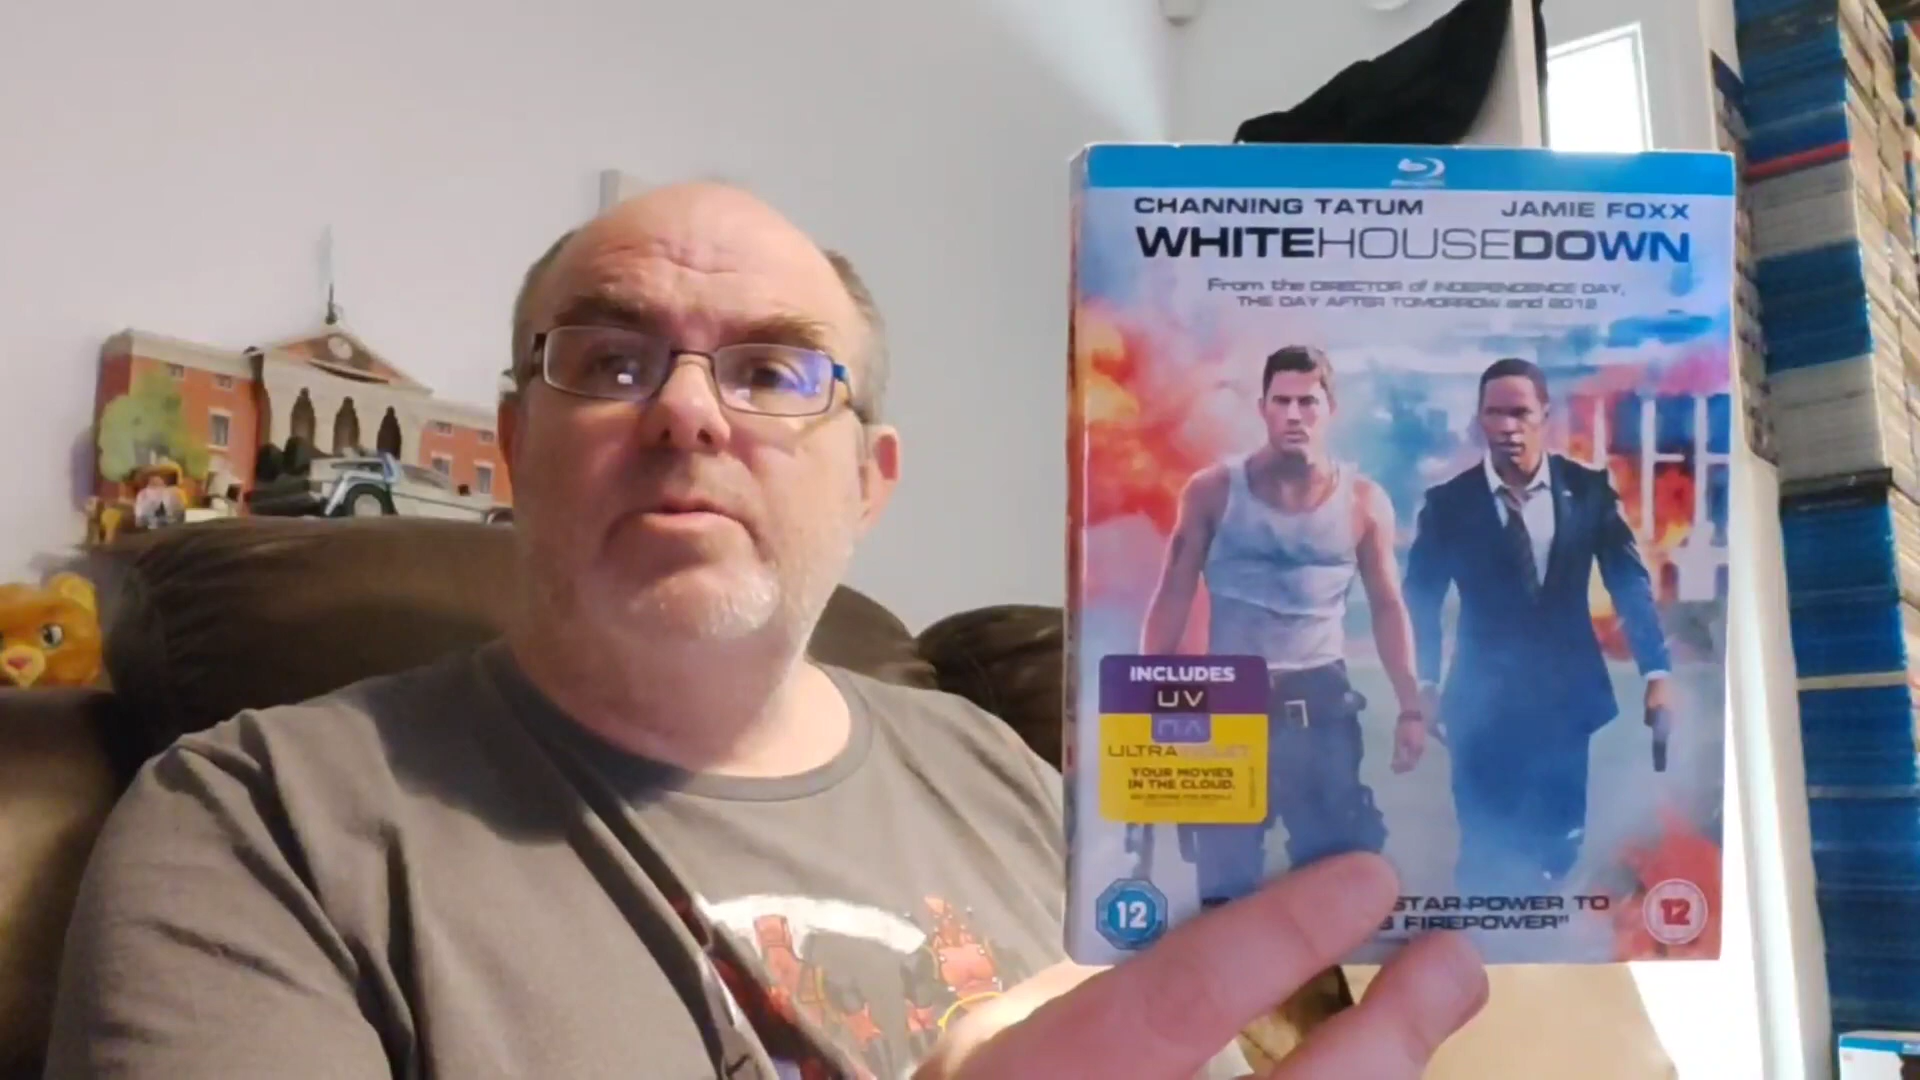 CHANNING TATUM JAMIE FOXX
WHITEHOUSEDOWN
From the DIRECTOR of INDEPENDENCE DAY,
THE DAY AFTER TOMORROW and 2012
INCLUDES
UV
ULTRAVIOLET
YOUR MOVIES
IN THE CLOUD.
STAR-POWER TO
FIREPOWER"
12
12